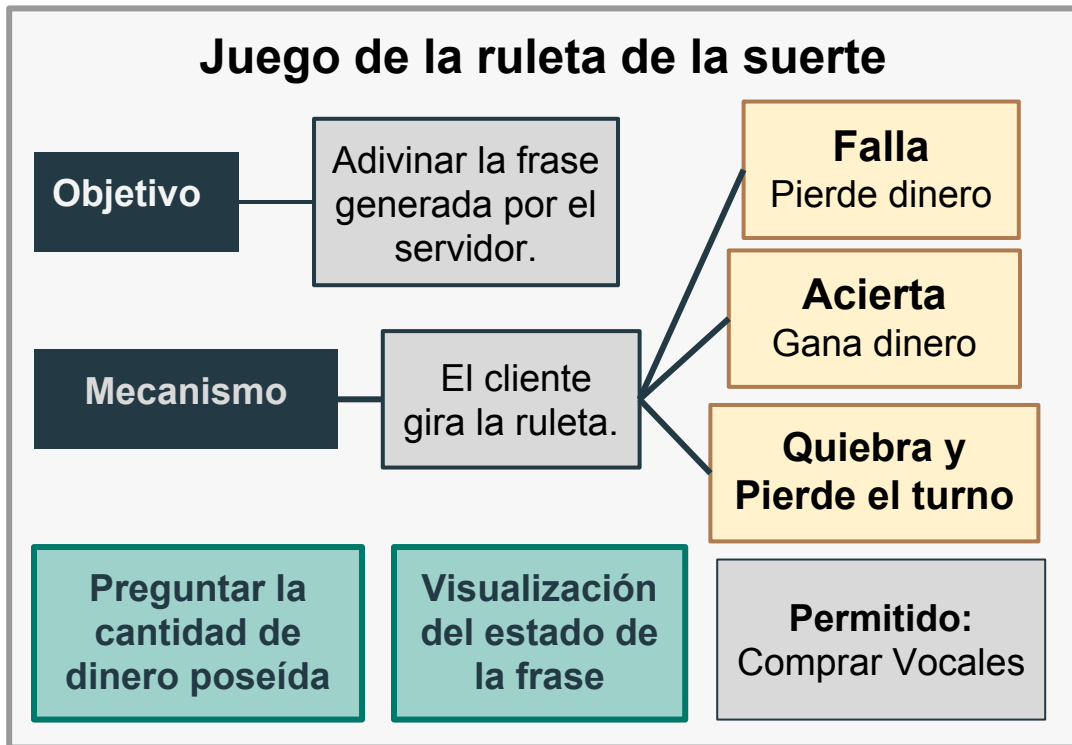 Juego de la ruleta de la suerte
Objetivo
Adivinar la frase
generada por el
servidor.
Mecanismo
El cliente
gira la ruleta.
Falla
Pierde dinero
Acierta
Gana dinero
Quiebra y
Pierde el turno
Preguntar la
cantidad de
dinero poseída
Visualización
del estado de
la frase
Permitido:
Comprar Vocales